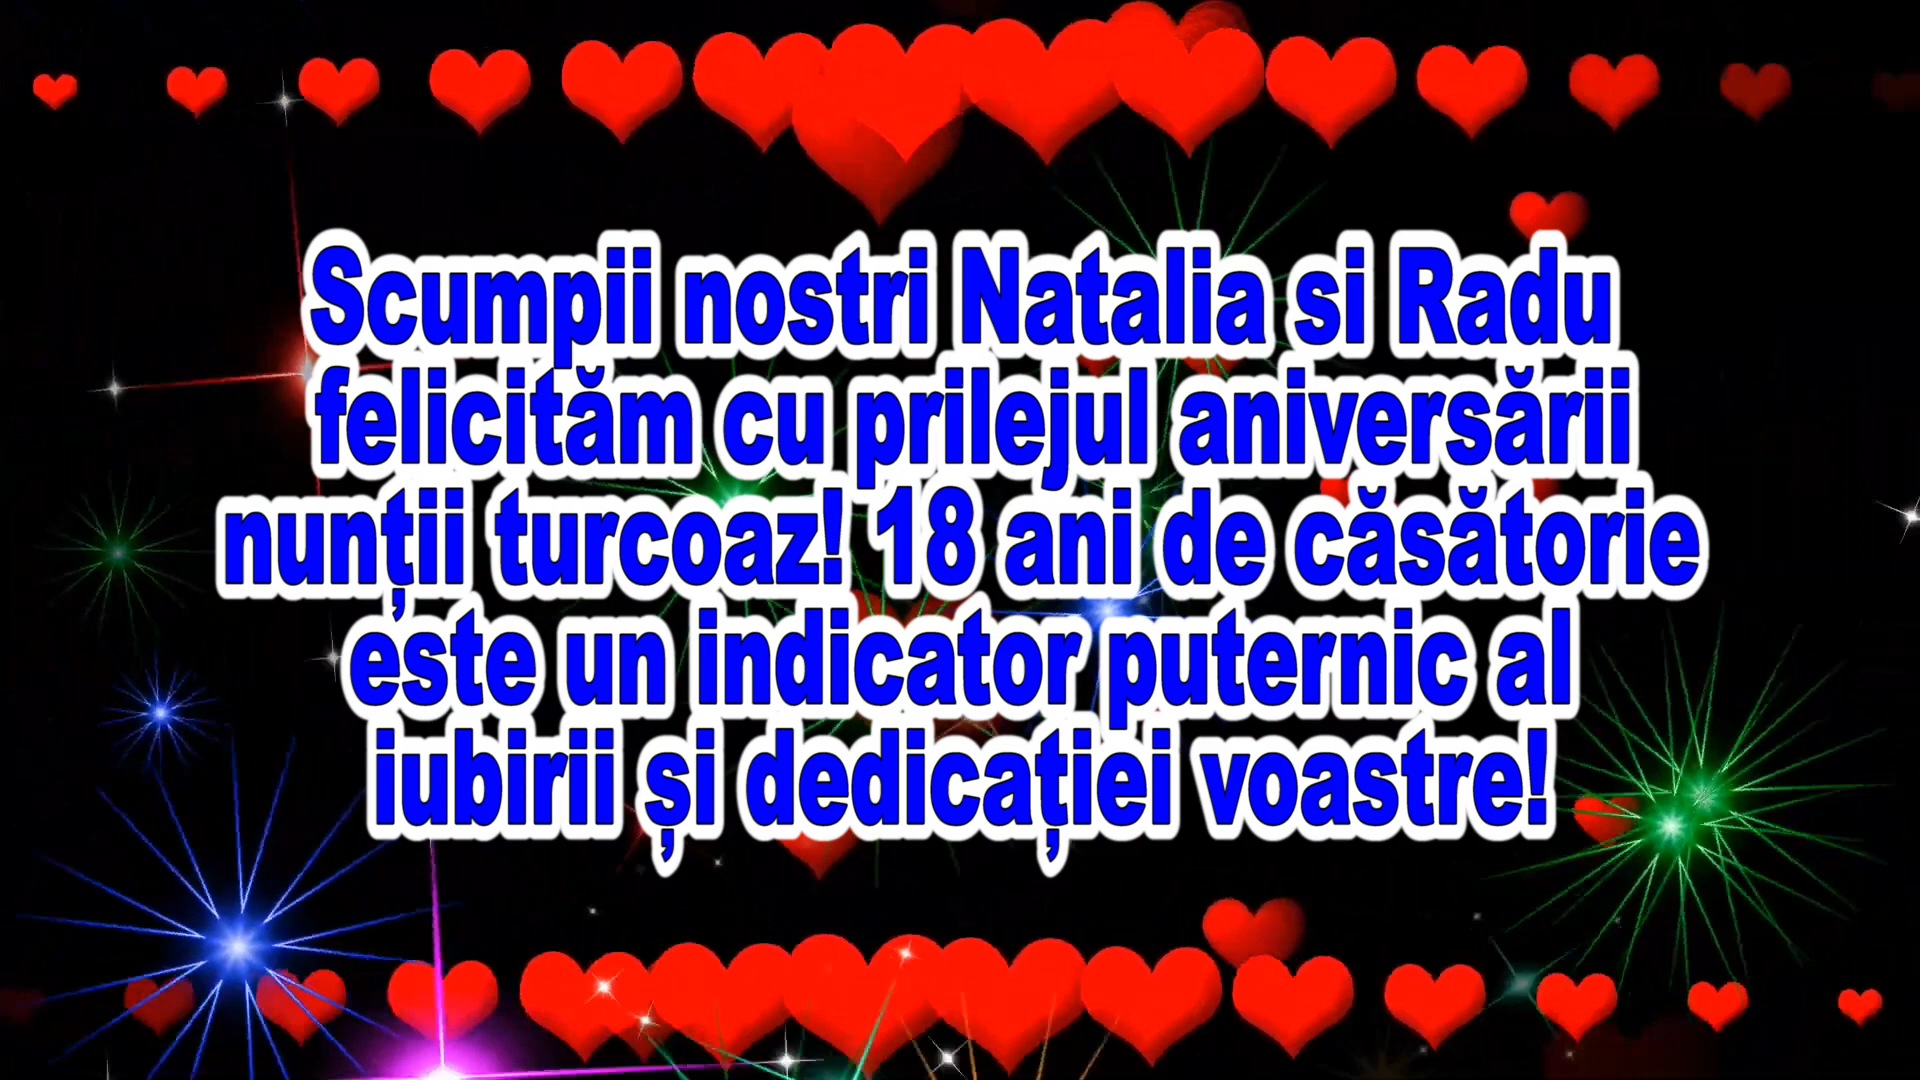 Scumpii nostri Natalia si Radu
felicităm cu prilejul aniversării
nunții turcoaz! 18 ani de căsătorie
este un indicator puternic al
iubirii și dedicației voastre!